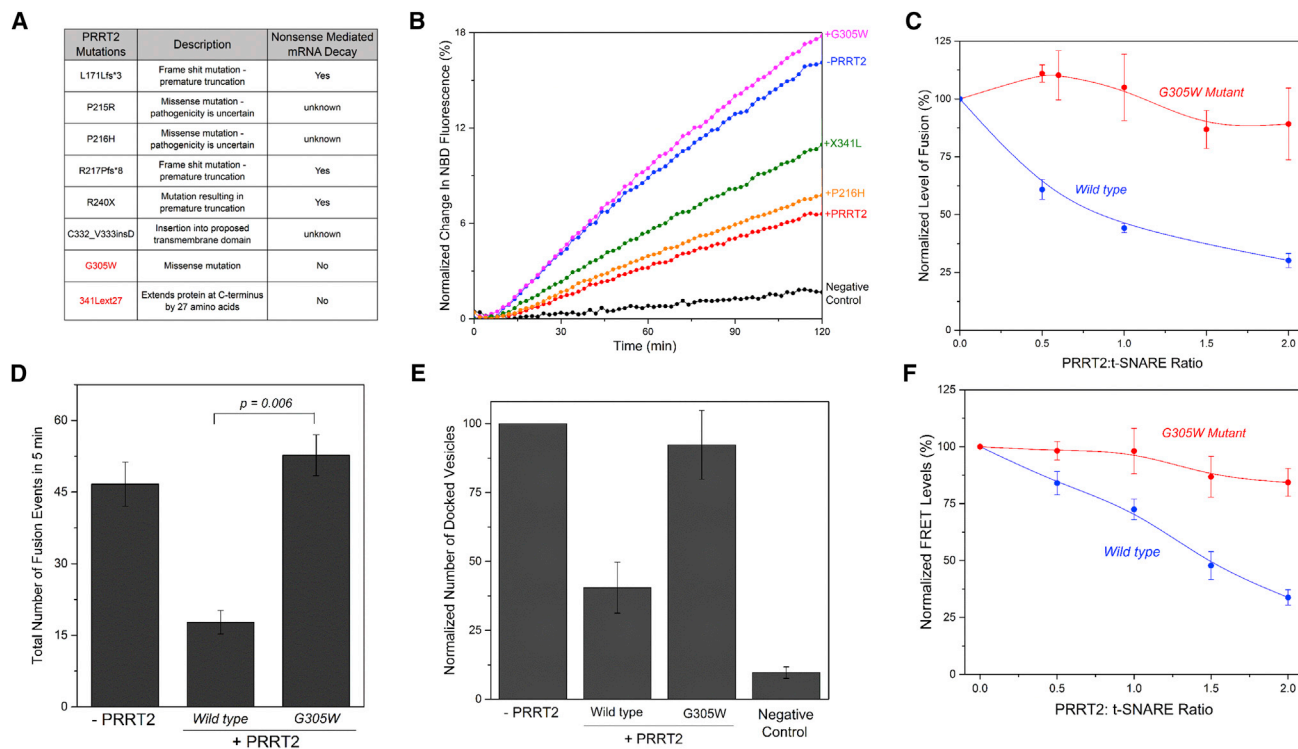 A
PRRT2 Mutations
Description
Nonsense Mediated mRNA Decay
L171Lfs*3
Frame shit mutation - premature truncation
Yes
P215R
Missense mutation - pathogenicity is uncertain
unknown
P216H
Missense mutation - pathogenicity is uncertain
unknown
R217Pfs*8
Frame shit mutation - premature truncation
Yes
R240X
Mutation resulting in premature truncation
Yes
C332_V333insD
Insertion into proposed transmembrane domain
unknown
G305W
Missense mutation
No
341Lext27
Extends protein at C-terminus by 27 amino acids
No
B
Normalized Change In NBD Fluorescence (%)
18
12
6
0
+G305W
-PRRT2
+X341L
+P216H
+PRRT2
Negative Control
0
30
60
90
120
Time (min)
C
Normalized Level of Fusion (%)
125
100
75
50
25
0
G305W Mutant
Wild type
0.0
0.5
1.0
1.5
2.0
PRRT2:t-SNARE Ratio
D
Total Number of Fusion Events in 5 min
60
45
30
15
0
p = 0.006
- PRRT2
Wild type
G305W
+ PRRT2
E
Normalized Number of Docked Vesicles
100
75
50
25
0
- PRRT2
Wild type
G305W
+ PRRT2
Negative Control
F
Normalized FRET Levels (%)
125
100
75
50
25
0
G305W Mutant
Wild type
0.0
0.5
1.0
1.5
2.0
PRRT2: t-SNARE Ratio